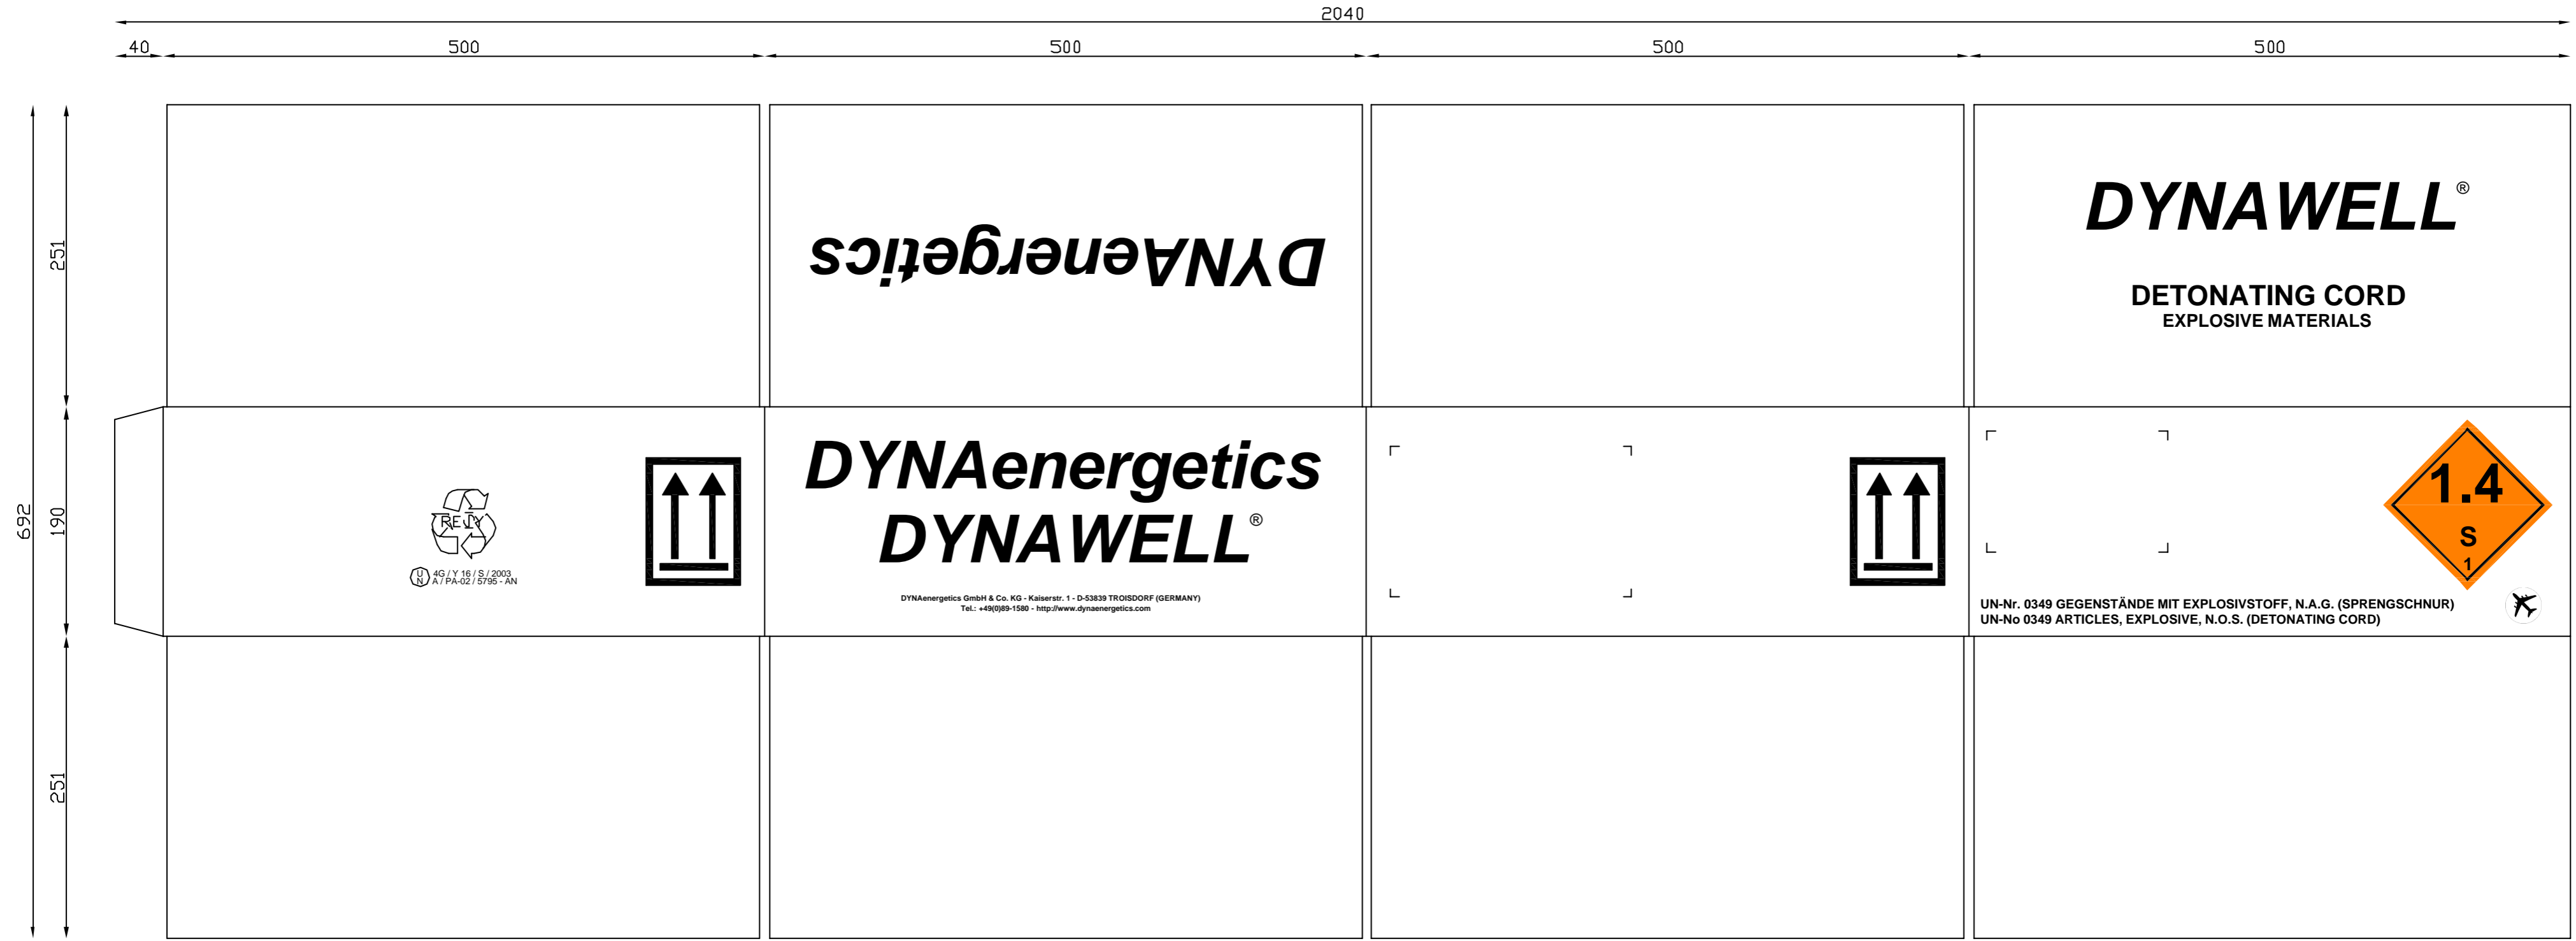 2040
40
500
500
500
500
692
251
190
251
DYNAenergetics
DYNAWELL®
DETONATING CORD
EXPLOSIVE MATERIALS
RESY
UN
4G / Y 16 / S / 2003
A / PA-02 / 5795 - AN
DYNAenergetics
DYNAWELL®
DYNAenergetics GmbH & Co. KG - Kaiserstr. 1 - D-53839 TROISDORF (GERMANY)
Tel.: +49(0)89-1580 - http://www.dynaenergetics.com
1.4
S
1
UN-Nr. 0349 GEGENSTÄNDE MIT EXPLOSIVSTOFF, N.A.G. (SPRENGSCHNUR)
UN-No 0349 ARTICLES, EXPLOSIVE, N.O.S. (DETONATING CORD)